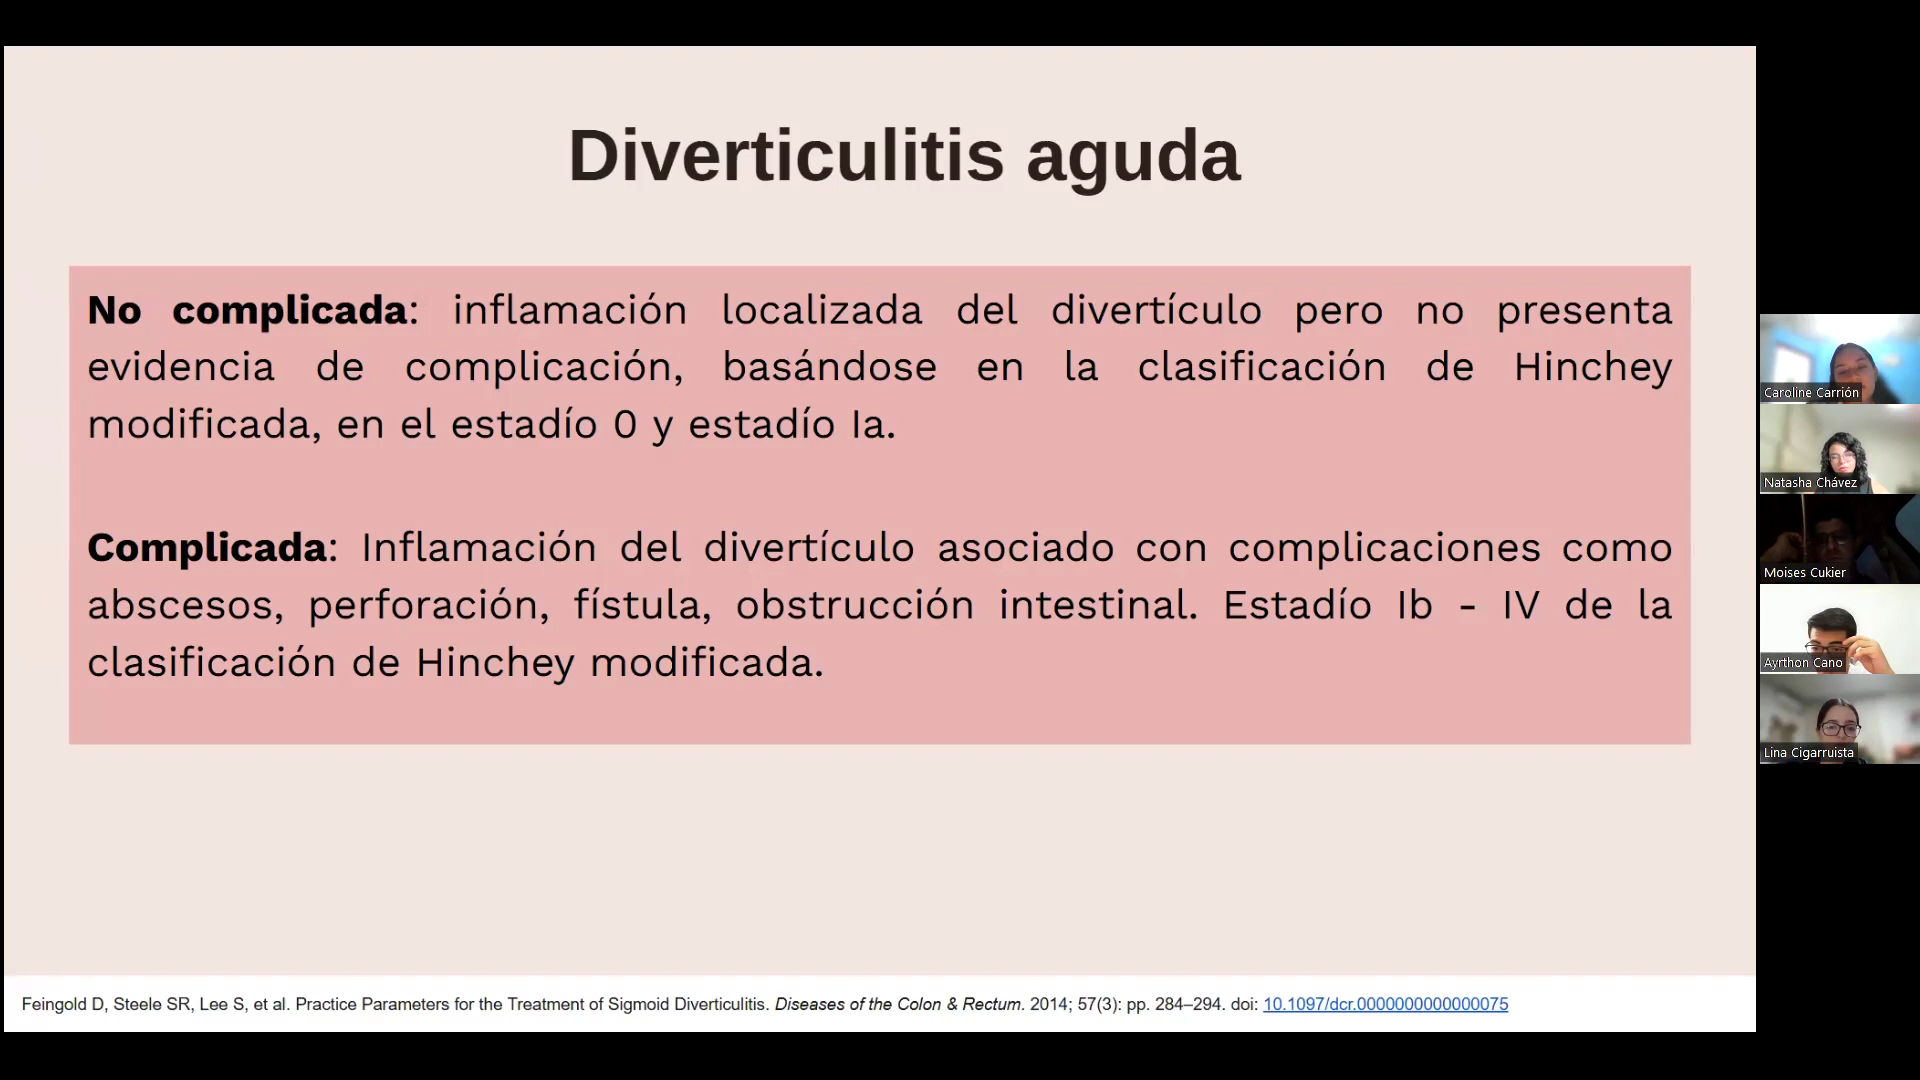 Diverticulitis aguda
No complicada: inflamación localizada del divertículo pero no presenta
evidencia de complicación, basándose en la clasificación de Hinchey
modificada, en el estadío 0 y estadío Ia.
Complicada: Inflamación del divertículo asociado con complicaciones como
abscesos, perforación, fístula, obstrucción intestinal. Estadío Ib - IV de la
clasificación de Hinchey modificada.
Feingold D, Steele SR, Lee S, et al. Practice Parameters for the Treatment of Sigmoid Diverticulitis. Diseases of the Colon & Rectum. 2014; 57(3): pp. 284–294. doi: 10.1097/dcr.0000000000000075
Caroline Carrión
Natasha Chávez
Moises Cukier
Ayrthon Cano
Lina Cigarruista